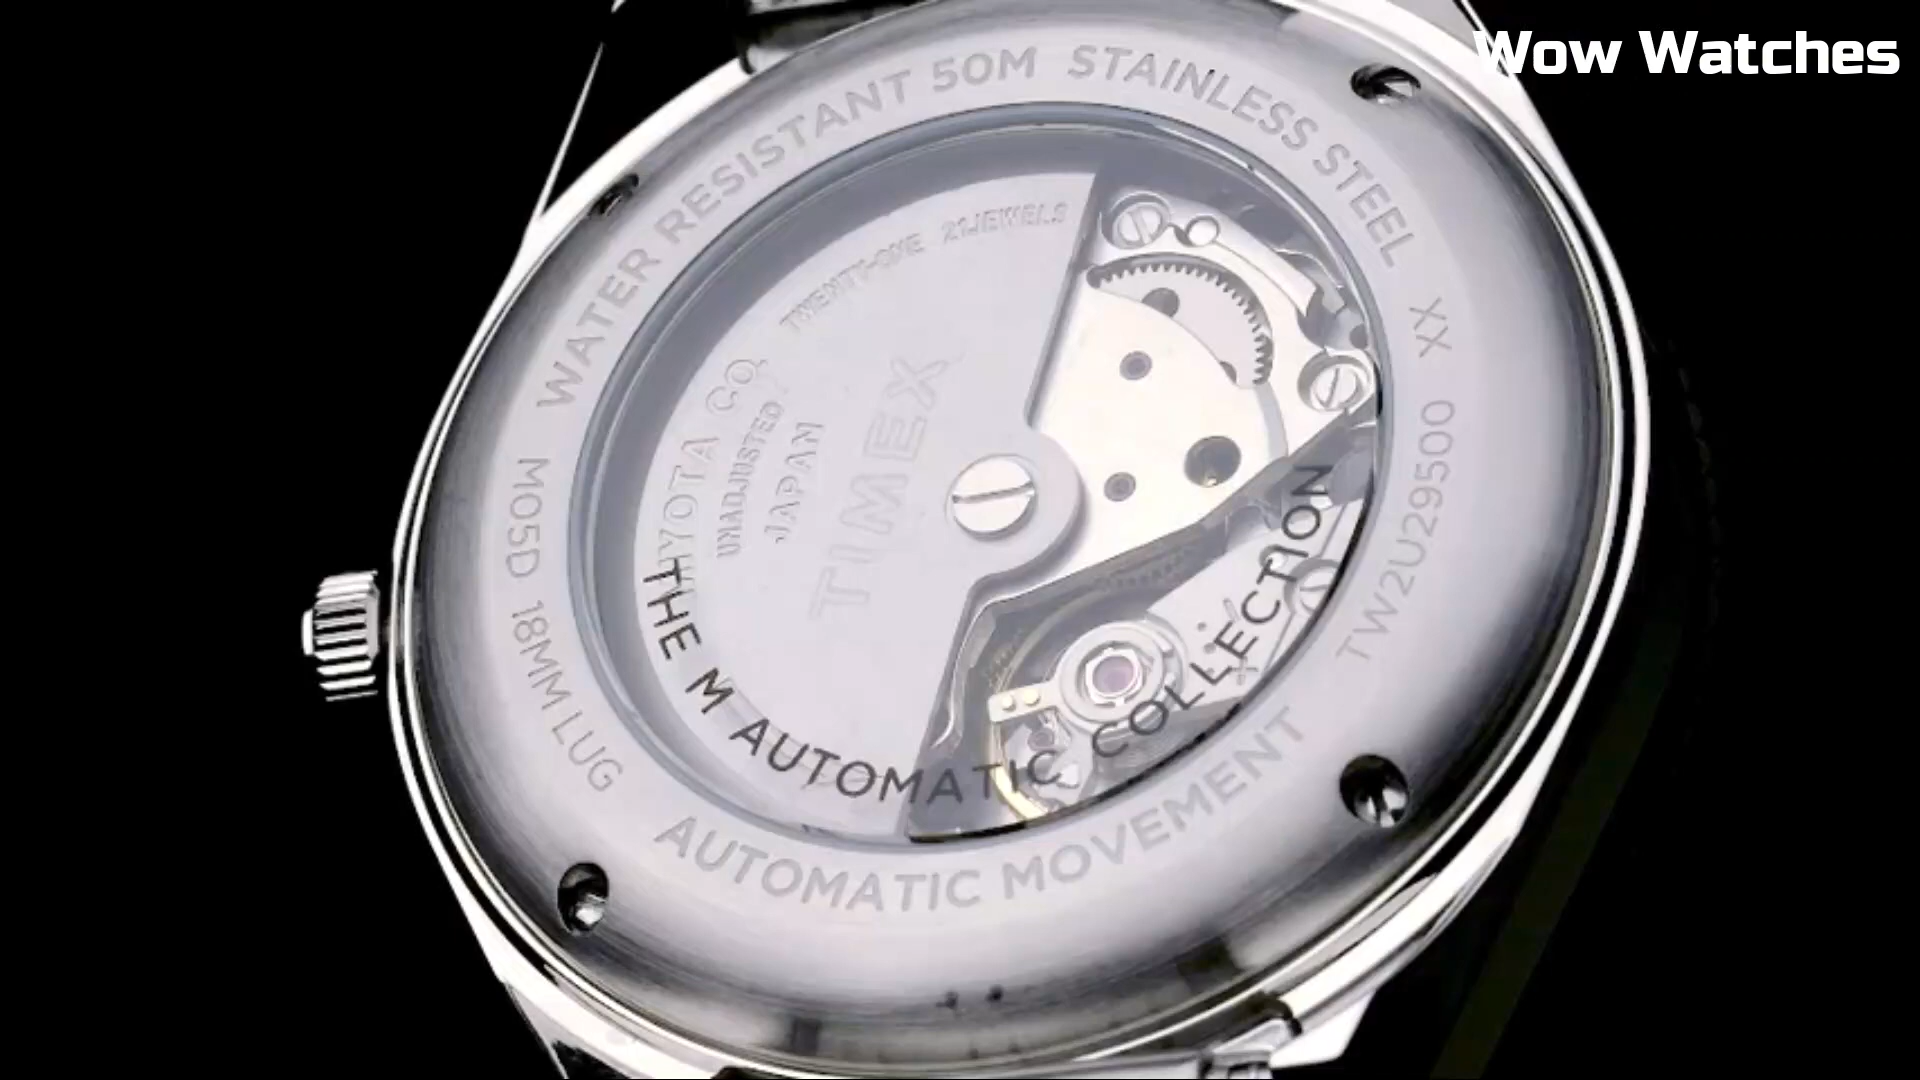 Wow Watches
WATER RESISTANT 50M STAINLESS STEEL XX
TW2U29500
AUTOMATIC MOVEMENT
M05D 18MM LUG
TWENTY-ONE 21JEWELS
CO.
UNADJUSTED
JAPAN
TIMEX
THE M AUTOMATIC COLLECTION